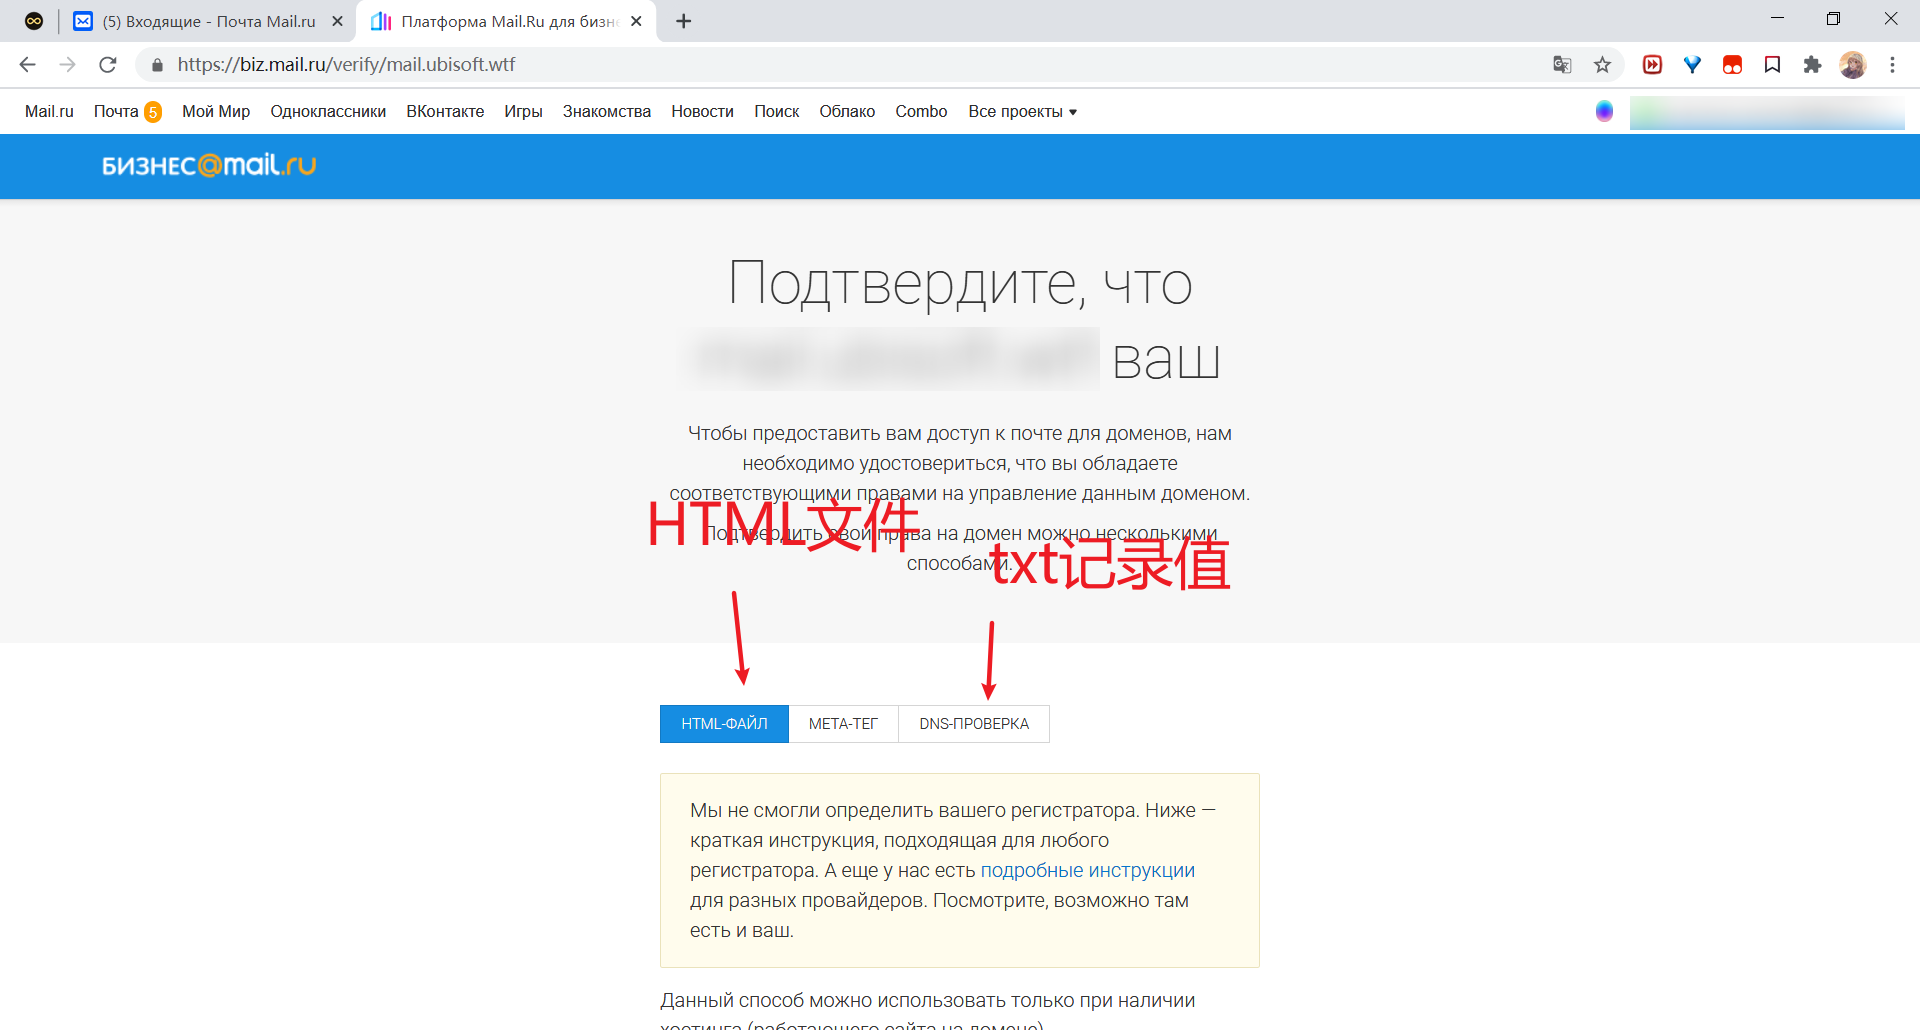 (5) Входящие - Почта Mail.ru
Платформа Mail.Ru для бизн
https://biz.mail.ru/verify/mail.ubisoft.wtf
Mail.ru Почта 5 Мой Мир Одноклассники ВКонтакте Игры Знакомства Новости Поиск Облако Combo Все проекты
БИЗНЕС@mail.ru
Подтвердите, что
ваш
Чтобы предоставить вам доступ к почте для доменов, нам
необходимо удостовериться, что вы обладаете
соответствующими правами на управление данным доменом.
HTML文件
Подтвердить свои права на домен можно несколькими
способами.
txt记录值
HTML-ФАЙЛ META-ТЕГ DNS-ПРОВЕРКА
Мы не смогли определить вашего регистратора. Ниже —
краткая инструкция, подходящая для любого
регистратора. А еще у нас есть подробные инструкции
для разных провайдеров. Посмотрите, возможно там
есть и ваш.
Данный способ можно использовать только при наличии
хостинга (работающего сайта на домене).